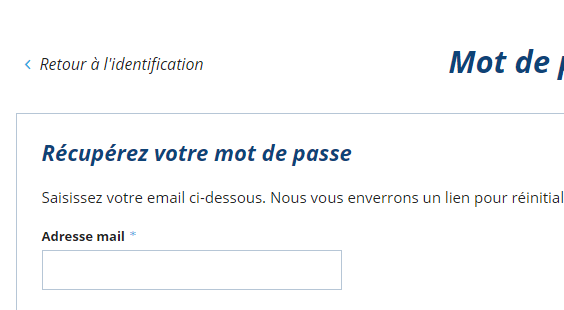 Retour à l'identification
Mot de
Récupérez votre mot de passe
Saisissez votre email ci-dessous. Nous vous enverrons un lien pour réinitial
Adresse mail *